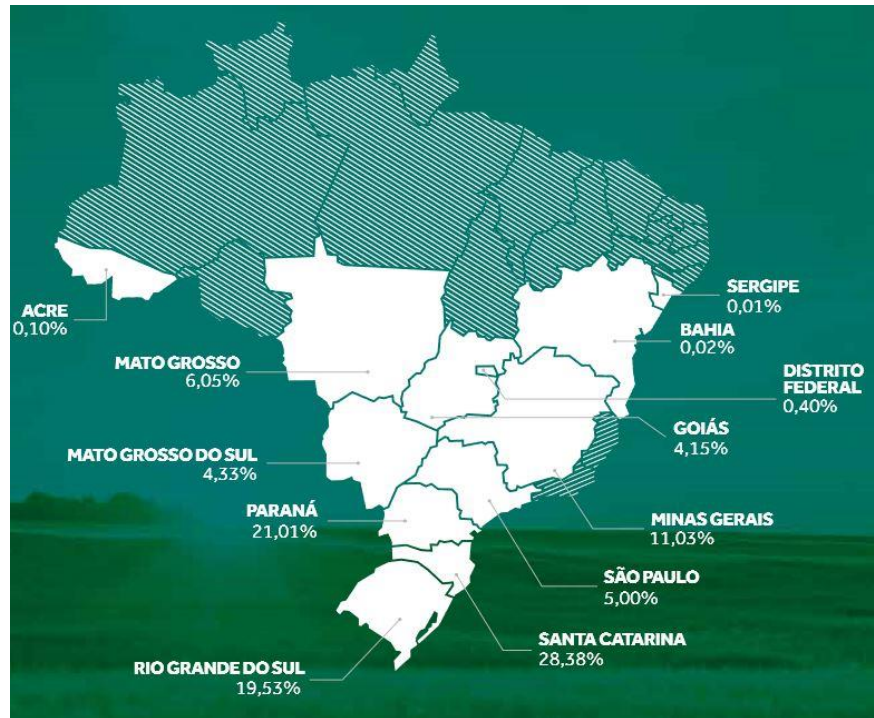 ACRE
0,10%
SERGIPE
0,01%
BAHIA
0,02%
MATO GROSSO
6,05%
DISTRITO
FEDERAL
0,40%
GOIÁS
4,15%
MATO GROSSO DO SUL
4,33%
PARANÁ
21,01%
MINAS GERAIS
11,03%
SÃO PAULO
5,00%
SANTA CATARINA
28,38%
RIO GRANDE DO SUL
19,53%